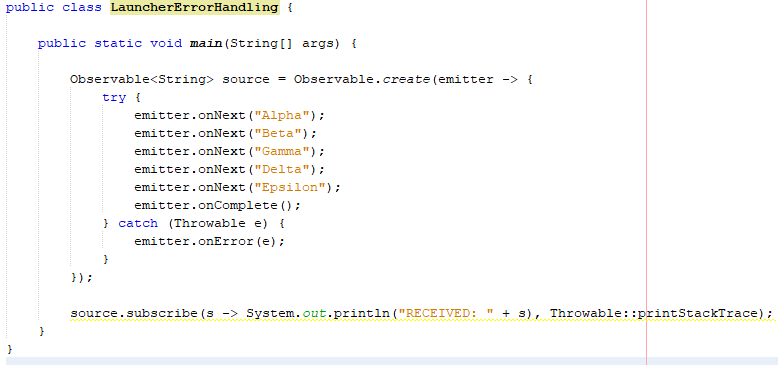 public class LauncherErrorHandling {
public static void main(String[] args) {
Observable<String> source = Observable.create(emitter -> {
try {
emitter.onNext("Alpha");
emitter.onNext("Beta");
emitter.onNext("Gamma");
emitter.onNext("Delta");
emitter.onNext("Epsilon");
emitter.onComplete();
} catch (Throwable e) {
emitter.onError(e);
}
});
source.subscribe(s -> System.out.println("RECEIVED: " + s), Throwable::printStackTrace);
}
}